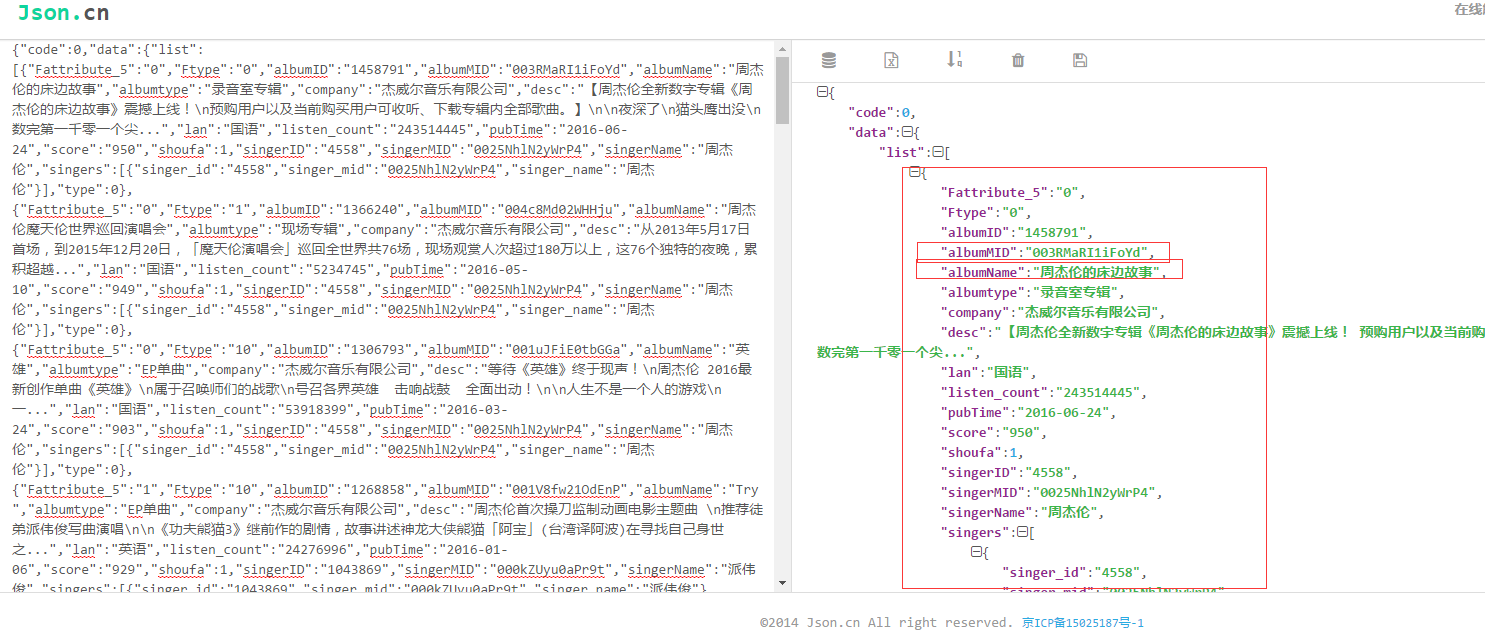 Json.cn
在线
{"code":0,"data":{"list":
[{"Fattribute_5":"0","Ftype":"0","albumID":"1458791","albumMID":"003RMaRI1iFoYd","albumName":"周杰
伦的床边故事","albumtype":"录音室专辑","company":"杰威尔音乐有限公司","desc":"【周杰伦全新数字专辑《周
杰伦的床边故事》震撼上线！\n预购用户以及当前购买用户可收听、下载专辑内全部歌曲。】\n\n夜深了\n猫头鹰出没\n
数完第一千零一个尖...","lan":"国语","listen_count":"243514445","pubTime":"2016-06-
24","score":"950","shoufa":1,"singerID":"4558","singerMID":"0025NhlN2yWrP4","singerName":"周杰
伦","singers":[{"singer_id":"4558","singer_mid":"0025NhlN2yWrP4","singer_name":"周杰
伦"}],"type":0},
{"Fattribute_5":"0","Ftype":"1","albumID":"1366240","albumMID":"004c8Md02WHHju","albumName":"周杰
伦魔天伦世界巡回演唱会","albumtype":"现场专辑","company":"杰威尔音乐有限公司","desc":"从2013年5月17日
首场，到2015年12月20日，「魔天伦演唱会」巡回全世界共76场，现场观赏人次超过180万以上，这76个独特的夜晚，累
积超越...","lan":"国语","listen_count":"5234745","pubTime":"2016-05-
10","score":"949","shoufa":1,"singerID":"4558","singerMID":"0025NhlN2yWrP4","singerName":"周杰
伦","singers":[{"singer_id":"4558","singer_mid":"0025NhlN2yWrP4","singer_name":"周杰
伦"}],"type":0},
{"Fattribute_5":"0","Ftype":"10","albumID":"1306793","albumMID":"001uJFiE0tbGGa","albumName":"英
雄","albumtype":"EP单曲","company":"杰威尔音乐有限公司","desc":"等待《英雄》终于现声！\n周杰伦 2016最
新创作单曲《英雄》\n属于召唤师们的战歌\n号召各界英雄　击响战鼓　全面出动！\n\n人生不是一个人的游戏\n
一...","lan":"国语","listen_count":"53918399","pubTime":"2016-03-
24","score":"903","shoufa":1,"singerID":"4558","singerMID":"0025NhlN2yWrP4","singerName":"周杰
伦","singers":[{"singer_id":"4558","singer_mid":"0025NhlN2yWrP4","singer_name":"周杰
伦"}],"type":0},
{"Fattribute_5":"1","Ftype":"10","albumID":"1268858","albumMID":"001V8fw21OdEnP","albumName":"Try
","albumtype":"EP单曲","company":"杰威尔音乐有限公司","desc":"周杰伦首次操刀监制动画电影主题曲 \n推荐徒
弟派伟俊写曲演唱\n\n《功夫熊猫3》继前作的剧情，故事讲述神龙大侠熊猫「阿宝」(台湾译阿波)在寻找自己身世
之...","lan":"英语","listen_count":"24276996","pubTime":"2016-01-
06","score":"929","shoufa":1,"singerID":"1043869","singerMID":"000kZUyu0aPr9t","singerName":"派伟
俊","singers":[{"singer_id":"1043869","singer_mid":"000kZUyu0aPr9t","singer_name":"派伟俊"}
{
"code":0,
"data":{
"list":[
{
"Fattribute_5":"0",
"Ftype":"0",
"albumID":"1458791",
"albumMID":"003RMaRI1iFoYd",
"albumName":"周杰伦的床边故事",
"albumtype":"录音室专辑",
"company":"杰威尔音乐有限公司",
"desc":"【周杰伦全新数字专辑《周杰伦的床边故事》震撼上线！ 预购用户以及当前购
数完第一千零一个尖...",
"lan":"国语",
"listen_count":"243514445",
"pubTime":"2016-06-24",
"score":"950",
"shoufa":1,
"singerID":"4558",
"singerMID":"0025NhlN2yWrP4",
"singerName":"周杰伦",
"singers":[
{
"singer_id":"4558",
"singer_mid":"0025NhlN2yWrP4"
©2014 Json.cn All right reserved. 京ICP备15025187号-1